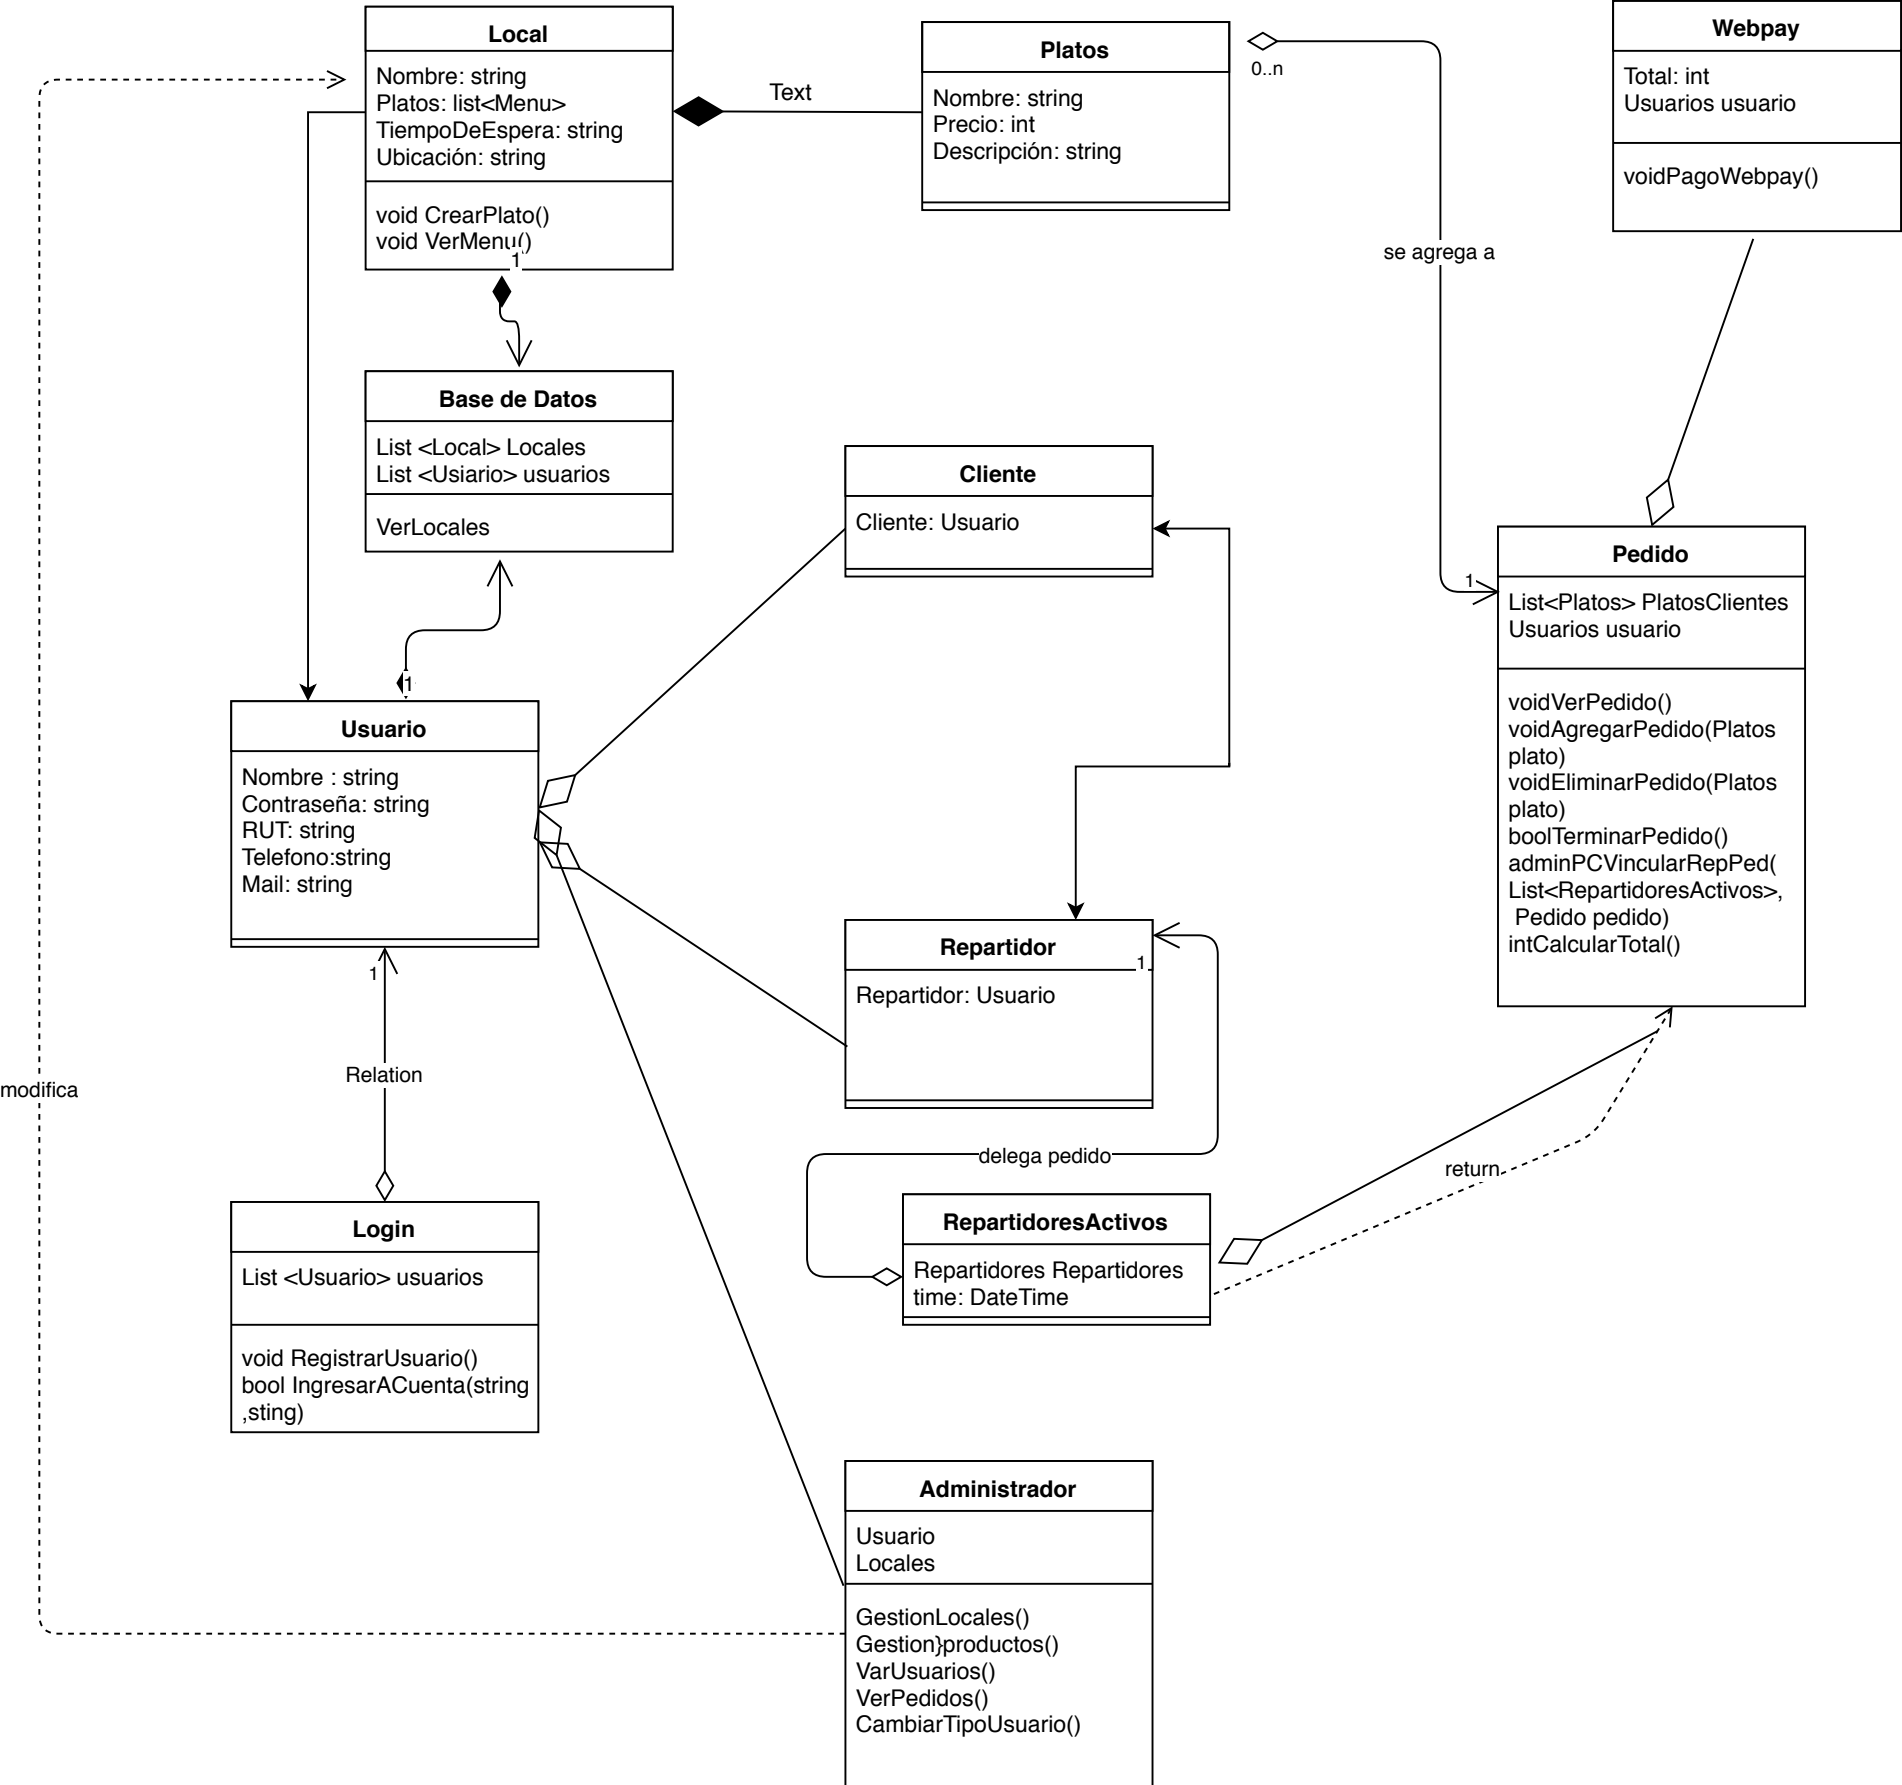 Local
Nombre: string
Platos: list<Menu>
TiempoDeEspera: string
Ubicación: string
void CrearPlato()
void VerMenu()
1
Text
Platos
Nombre: string
Precio: int
Descripción: string
0..n
se agrega a
1
Webpay
Total: int
Usuarios usuario
voidPagoWebpay()
Base de Datos
List <Local> Locales
List <Usiario> usuarios
VerLocales
Cliente
Cliente: Usuario
Pedido
List<Platos> PlatosClientes
Usuarios usuario
voidVerPedido()
voidAgregarPedido(Platos
plato)
voidEliminarPedido(Platos
plato)
boolTerminarPedido()
adminPCVincularRepPed(
List<RepartidoresActivos>,
Pedido pedido)
intCalcularTotal()
1
Usuario
Nombre : string
Contraseña: string
RUT: string
Telefono:string
Mail: string
1
Relation
modifica
Repartidor
1
Repartidor: Usuario
delega pedido
return
RepartidoresActivos
Repartidores Repartidores
time: DateTime
Login
List <Usuario> usuarios
void RegistrarUsuario()
bool IngresarACuenta(string
,sting)
Administrador
Usuario
Locales
GestionLocales()
Gestion}productos()
VarUsuarios()
VerPedidos()
CambiarTipoUsuario()